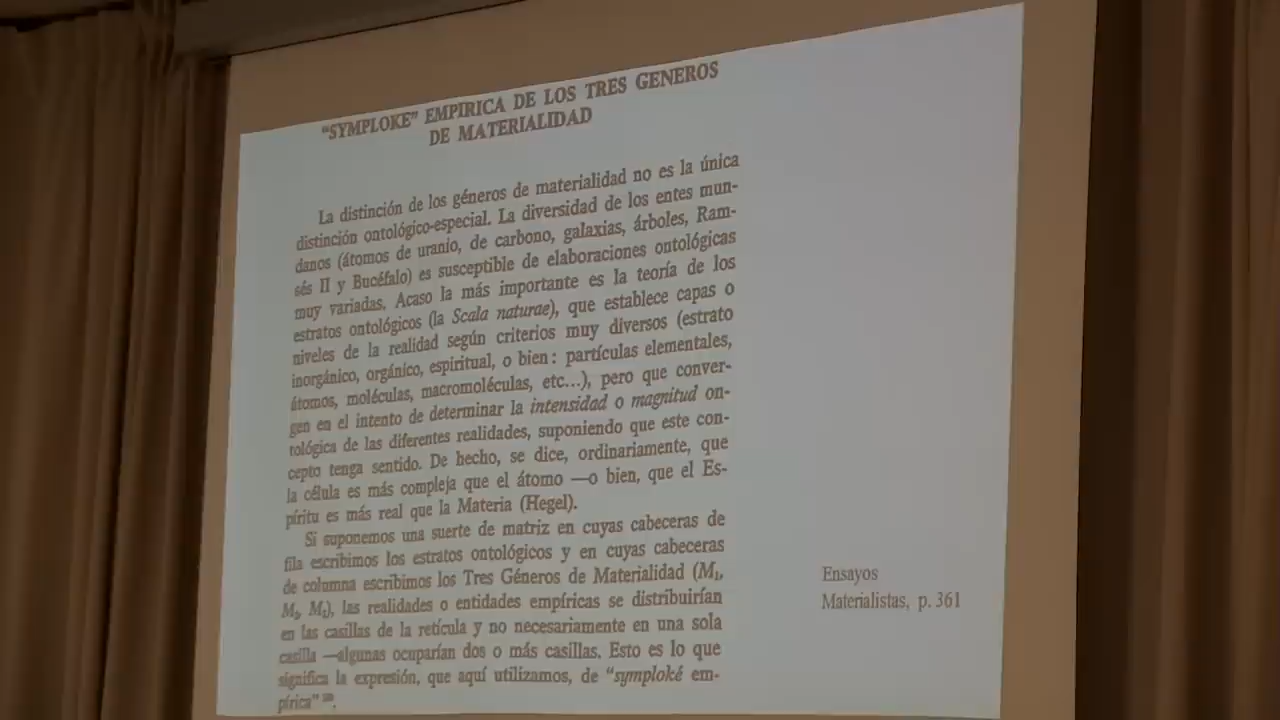 "SYMPLOKE" EMPIRICA DE LOS TRES GENEROS
DE MATERIALIDAD
La distinción de los géneros de materialidad no es la única
distinción ontológico-especial. La diversidad de los entes mun-
danos (átomos de uranio, de carbono, galaxias, árboles, Ram-
sés II y Bucéfalo) es susceptible de elaboraciones ontológicas
muy variadas. Acaso la más importante es la teoría de los
estratos ontológicos (la Scala naturae), que establece capas o
niveles de la realidad según criterios muy diversos (estrato
inorgánico, orgánico, espiritual, o bien: partículas elementales,
átomos, moléculas, macromoléculas, etc...), pero que conver-
gen en el intento de determinar la intensidad o magnitud on-
tológica de las diferentes realidades, suponiendo que este con-
cepto tenga sentido. De hecho, se dice, ordinariamente, que
la célula es más compleja que el átomo —o bien, que el Es-
píritu es más real que la Materia (Hegel).
Si suponemos una suerte de matriz en cuyas cabeceras de
fila escribimos los estratos ontológicos y en cuyas cabeceras
de columna escribimos los Tres Géneros de Materialidad (M₁,
las realidades o entidades empíricas se distribuirían
en las casillas de la retícula y no necesariamente en una sola
casilla —algunas ocuparían dos o más casillas. Esto es lo que
significa la expresión, que aquí utilizamos, de "symploké em-
pírica"
Ensayos
Materialistas, p. 361